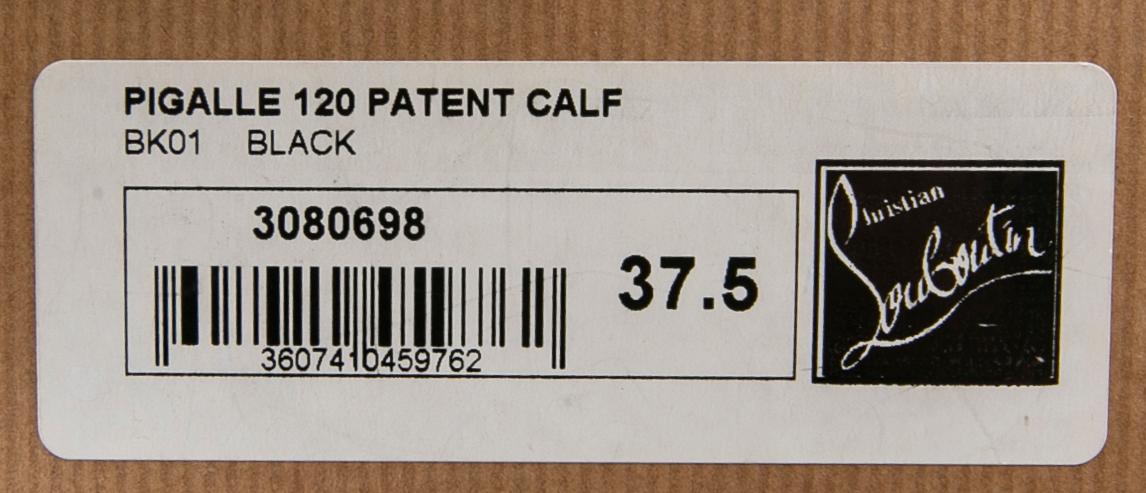 PIGALLE 120 PATENT CALF
BK01 BLACK
3080698
37.5
3607410459762
Christian
Louboutin